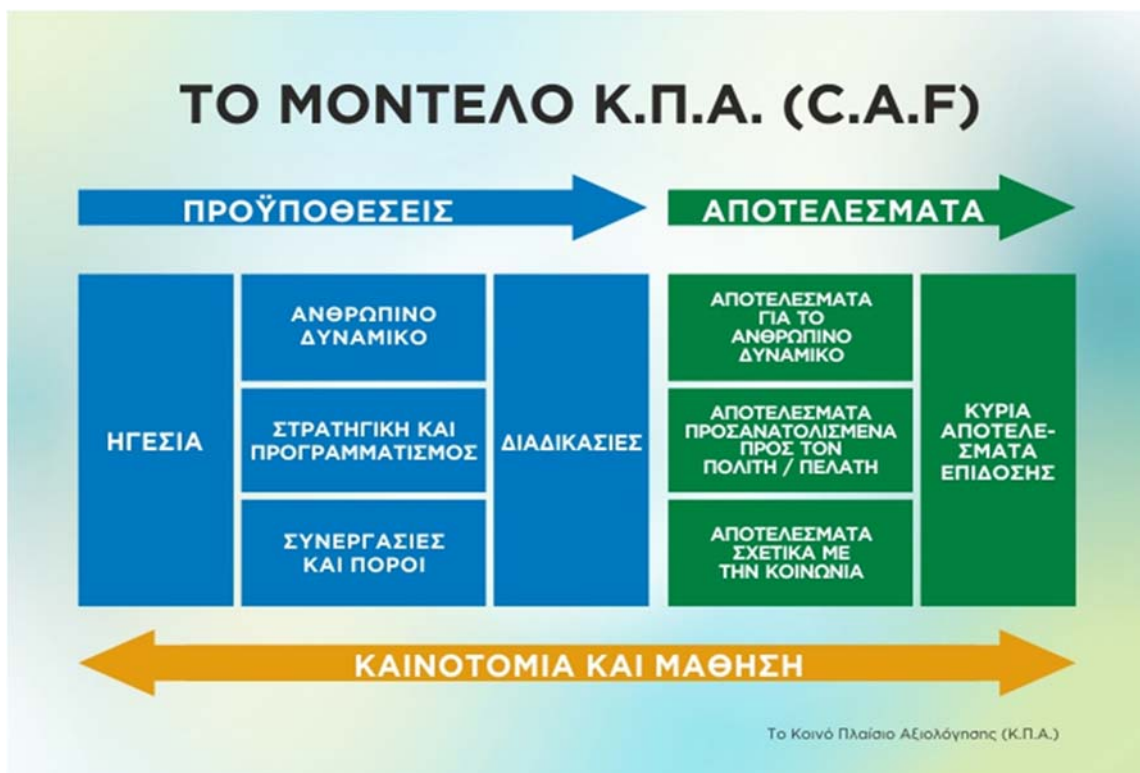 ΤΟ ΜΟΝΤΕΛΟ Κ.Π.Α. (C.A.F)
ΠΡΟΫΠΟΘΕΣΕΙΣ
ΑΠΟΤΕΛΕΣΜΑΤΑ
ΗΓΕΣΙΑ
ΑΝΘΡΩΠΙΝΟ
ΔΥΝΑΜΙΚΟ
ΣΤΡΑΤΗΓΙΚΗ ΚΑΙ
ΠΡΟΓΡΑΜΜΑΤΙΣΜΟΣ
ΣΥΝΕΡΓΑΣΙΕΣ
ΚΑΙ ΠΟΡΟΙ
ΔΙΑΔΙΚΑΣΙΕΣ
ΑΠΟΤΕΛΕΣΜΑΤΑ
ΓΙΑ ΤΟ
ΑΝΘΡΩΠΙΝΟ
ΔΥΝΑΜΙΚΟ
ΑΠΟΤΕΛΕΣΜΑΤΑ
ΠΡΟΣΑΝΑΤΟΛΙΣΜΕΝΑ
ΠΡΟΣ ΤΟΝ
ΠΟΛΙΤΗ / ΠΕΛΑΤΗ
ΑΠΟΤΕΛΕΣΜΑΤΑ
ΣΧΕΤΙΚΑ ΜΕ
ΤΗΝ ΚΟΙΝΩΝΙΑ
ΚΥΡΙΑ
ΑΠΟΤΕΛΕ-
ΣΜΑΤΑ
ΕΠΙΔΟΣΗΣ
ΚΑΙΝΟΤΟΜΙΑ ΚΑΙ ΜΑΘΗΣΗ
Το Κοινό Πλαίσιο Αξιολόγησης (Κ.Π.Α.)